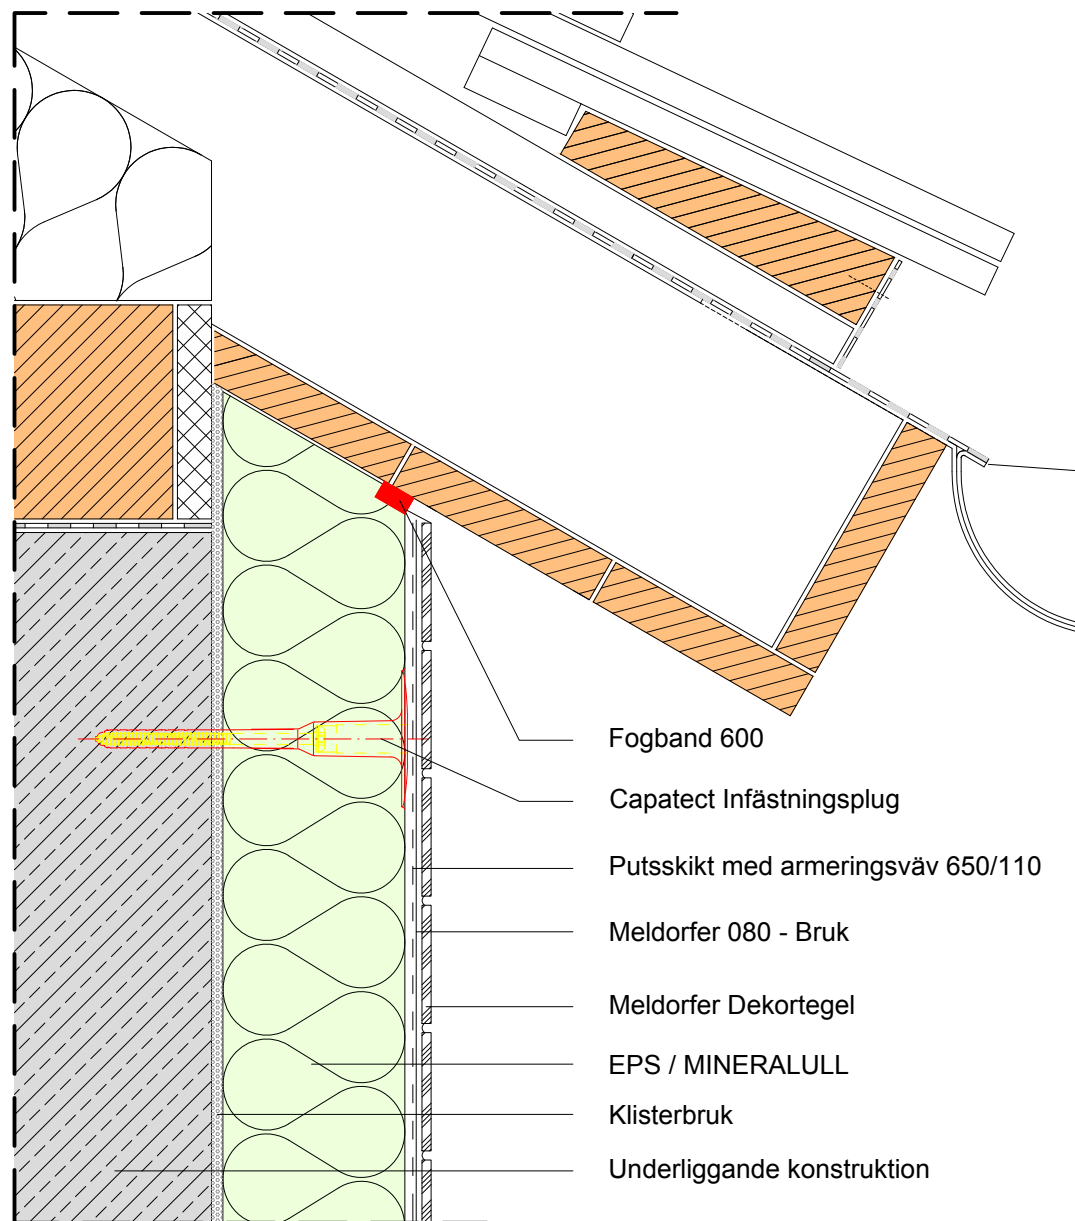 Fogband 600
Capatect Infästningsplug
Putsskikt med armeringsväv 650/110
Meldorfer 080 - Bruk
Meldorfer Dekortegel
EPS / MINERALULL
Klisterbruk
Underliggande konstruktion